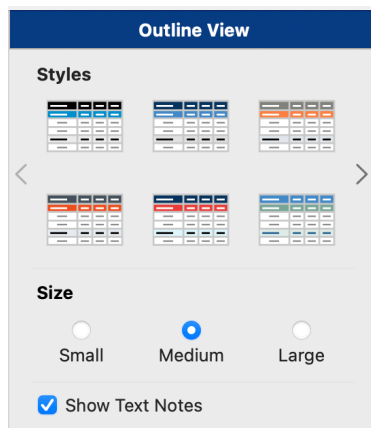 Outline View
Styles
Size
Small Medium Large
Show Text Notes